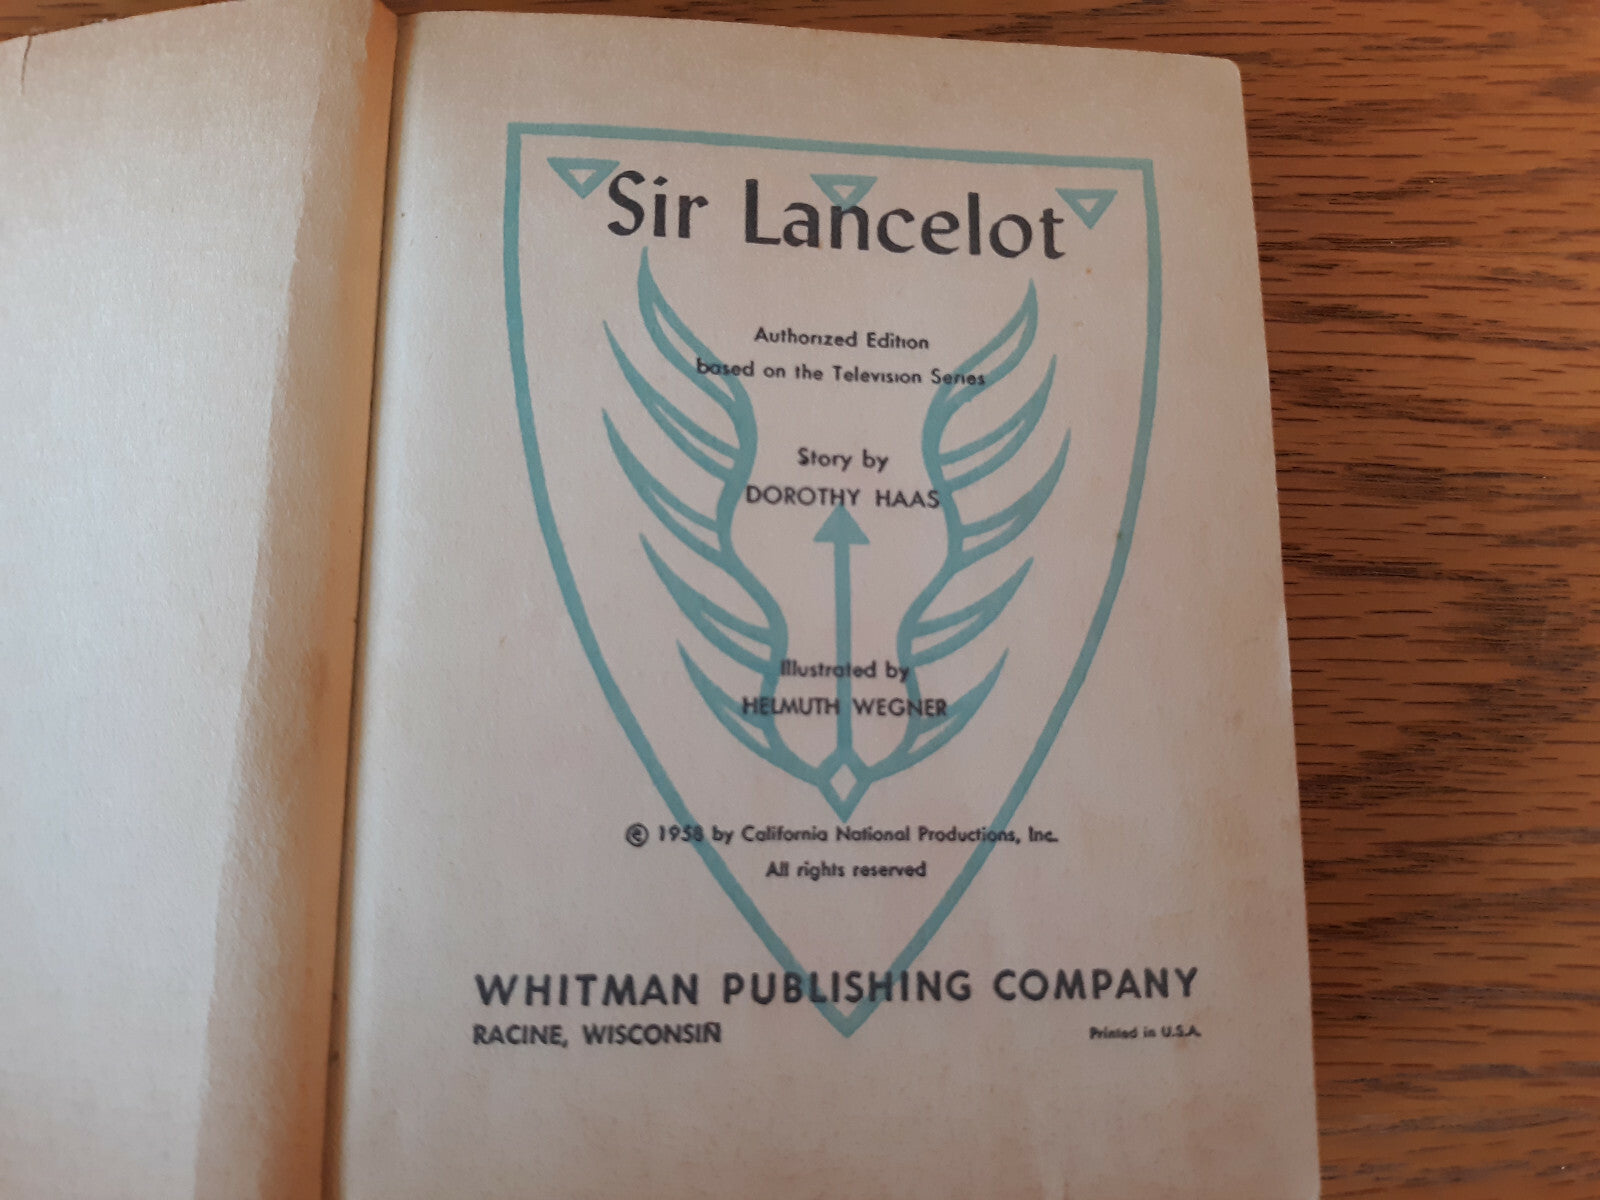 Sir Lancelot
Authorized Edition
based on the Television Series
Story by
DOROTHY HAAS
Illustrated by
HELMUTH WEGNER
© 1958 by California National Productions, Inc.
All rights reserved
WHITMAN PUBLISHING COMPANY
RACINE, WISCONSIN
Printed in U.S.A.